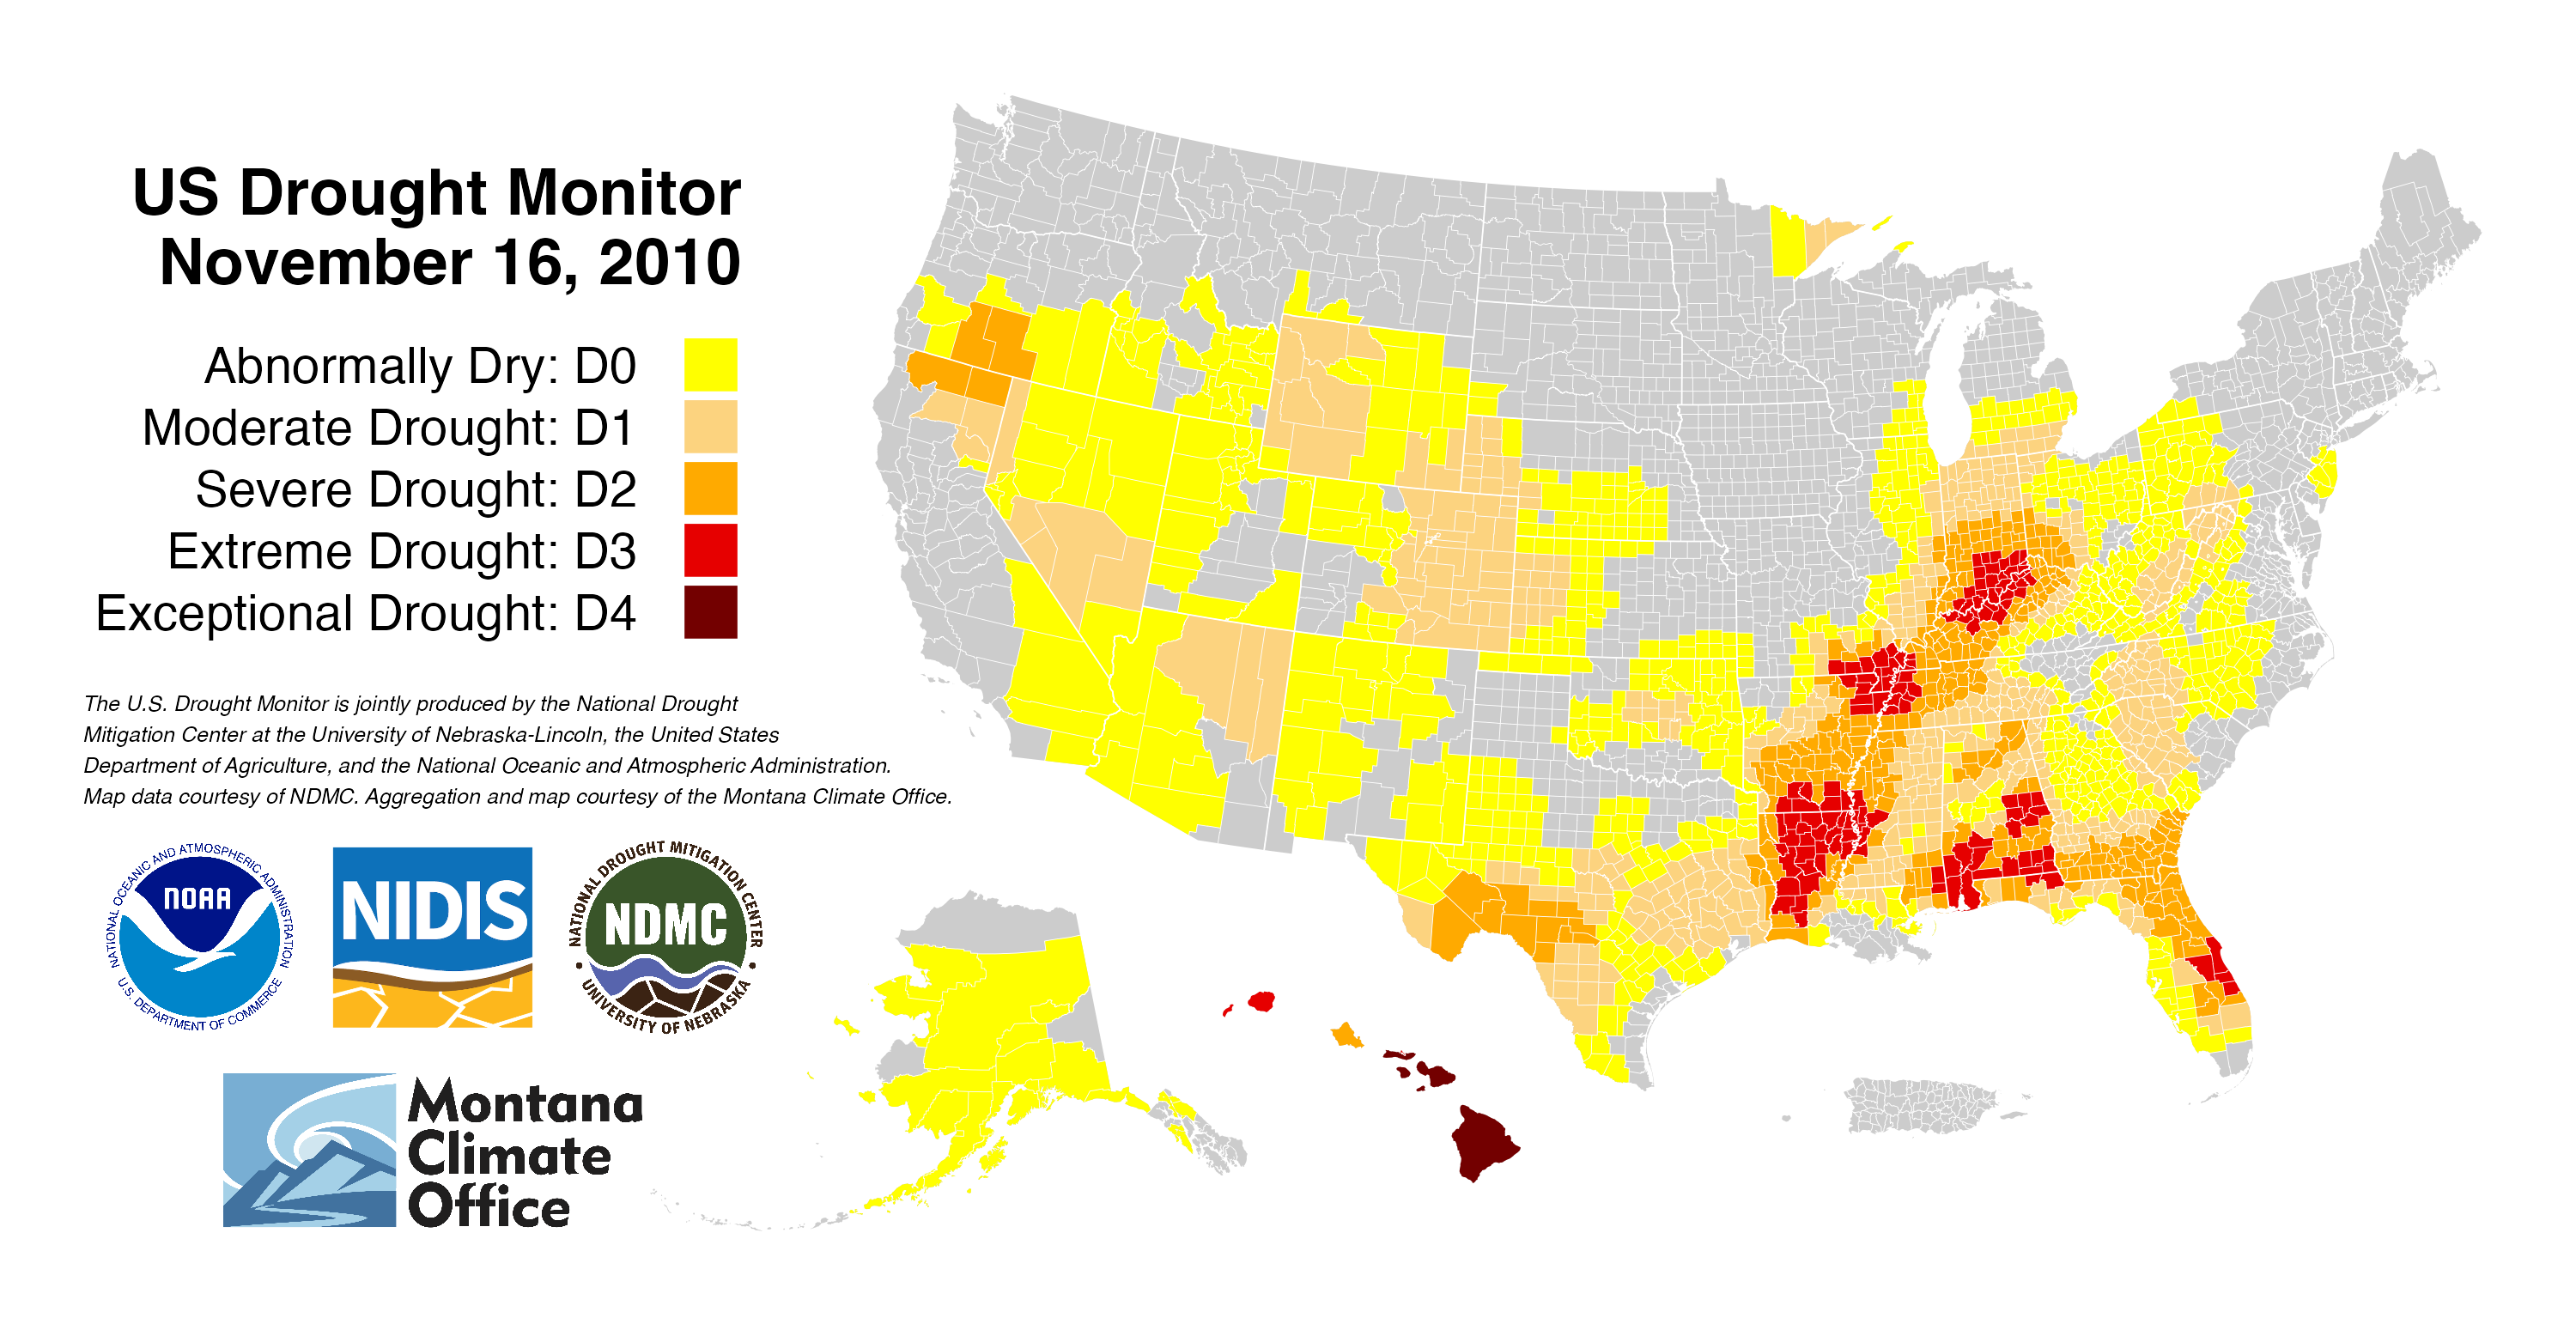 US Drought Monitor
November 16, 2010
Abnormally Dry: D0
Moderate Drought: D1
Severe Drought: D2
Extreme Drought: D3
Exceptional Drought: D4
The U.S. Drought Monitor is jointly produced by the National Drought
Mitigation Center at the University of Nebraska-Lincoln, the United States
Department of Agriculture, and the National Oceanic and Atmospheric Administration.
Map data courtesy of NDMC. Aggregation and map courtesy of the Montana Climate Office.
NATIONAL OCEANIC AND ATMOSPHERIC ADMINISTRATION
NOAA
U.S. DEPARTMENT OF COMMERCE
NIDIS
NATIONAL DROUGHT MITIGATION CENTER
NDMC
UNIVERSITY OF NEBRASKA
Montana
Climate
Office